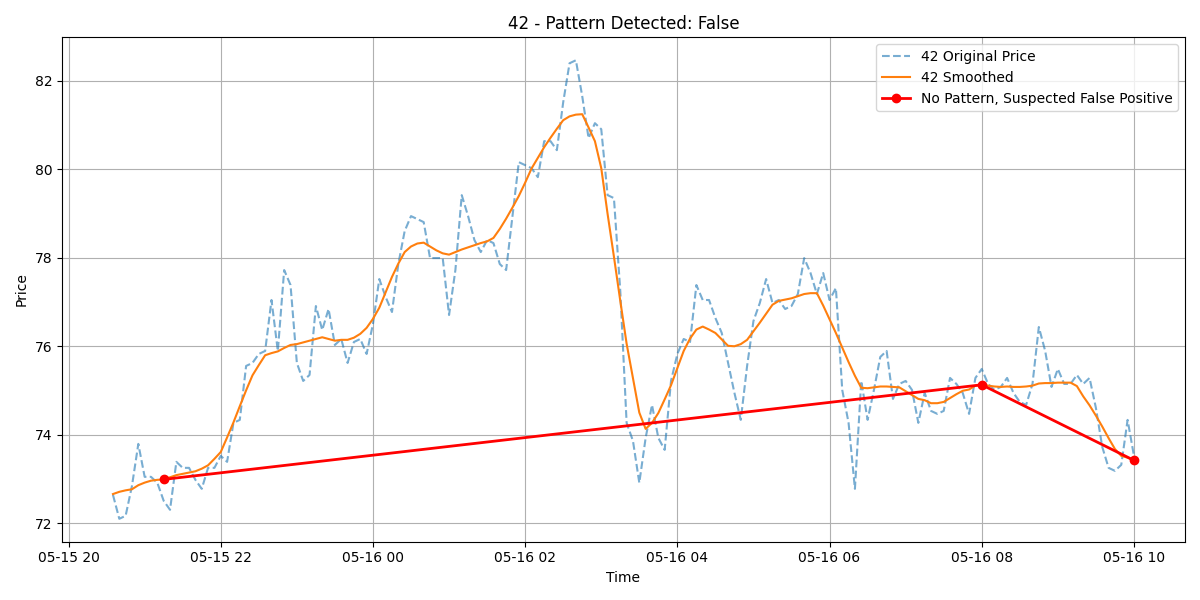 42 - Pattern Detected: False
42 Original Price
42 Smoothed
No Pattern, Suspected False Positive
Price
82
80
78
76
74
72
05-15 20
05-15 22
05-16 00
05-16 02
05-16 04
05-16 06
05-16 08
05-16 10
Time